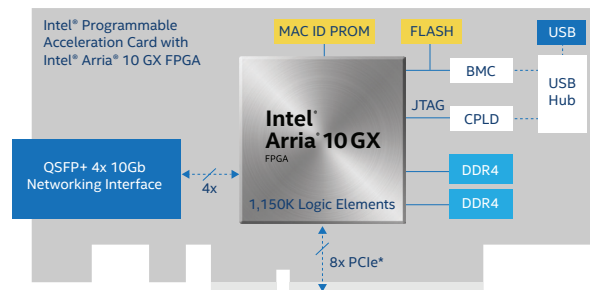 Intel® Programmable
Acceleration Card with
Intel® Arria® 10 GX FPGA
MAC ID PROM
FLASH
USB
BMC
USB
Hub
JTAG
CPLD
Intel®
Arria® 10 GX
FPGA
QSFP+ 4x 10Gb
Networking Interface
4x
DDR4
DDR4
1,150K Logic Elements
8x PCIe*